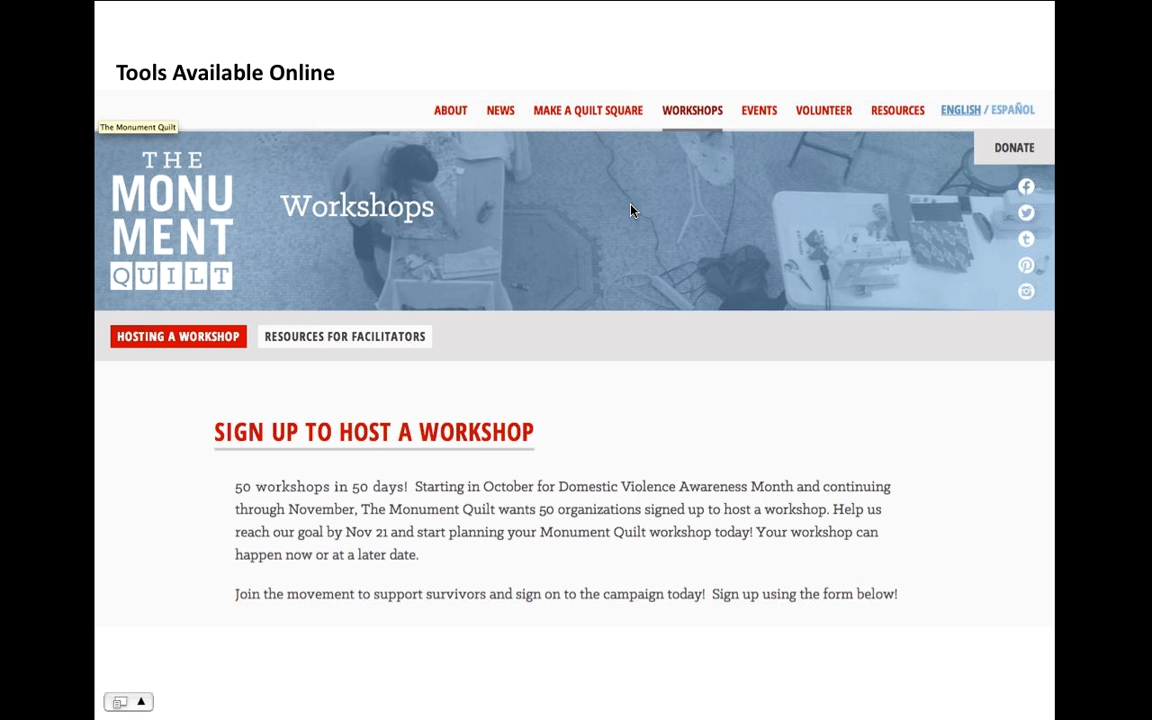 Tools Available Online
ABOUT NEWS MAKE A QUILT SQUARE WORKSHOPS EVENTS VOLUNTEER RESOURCES ENGLISH / ESPAÑOL
The Monument Quilt
DONATE
THE
MONU
MENT
QUILT
Workshops
HOSTING A WORKSHOP RESOURCES FOR FACILITATORS
SIGN UP TO HOST A WORKSHOP
50 workshops in 50 days! Starting in October for Domestic Violence Awareness Month and continuing
through November, The Monument Quilt wants 50 organizations signed up to host a workshop. Help us
reach our goal by Nov 21 and start planning your Monument Quilt workshop today! Your workshop can
happen now or at a later date.
Join the movement to support survivors and sign on to the campaign today! Sign up using the form below!